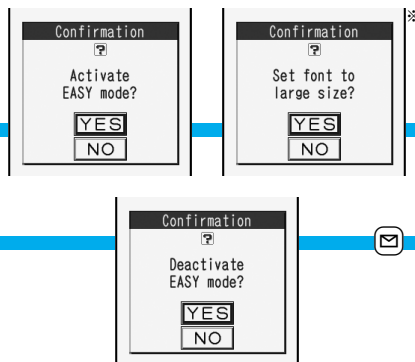 Confirmation
?
Activate
EASY mode?
YES
NO
Confirmation
?
Set font to
large size?
YES
NO
※
Confirmation
?
Deactivate
EASY mode?
YES
NO